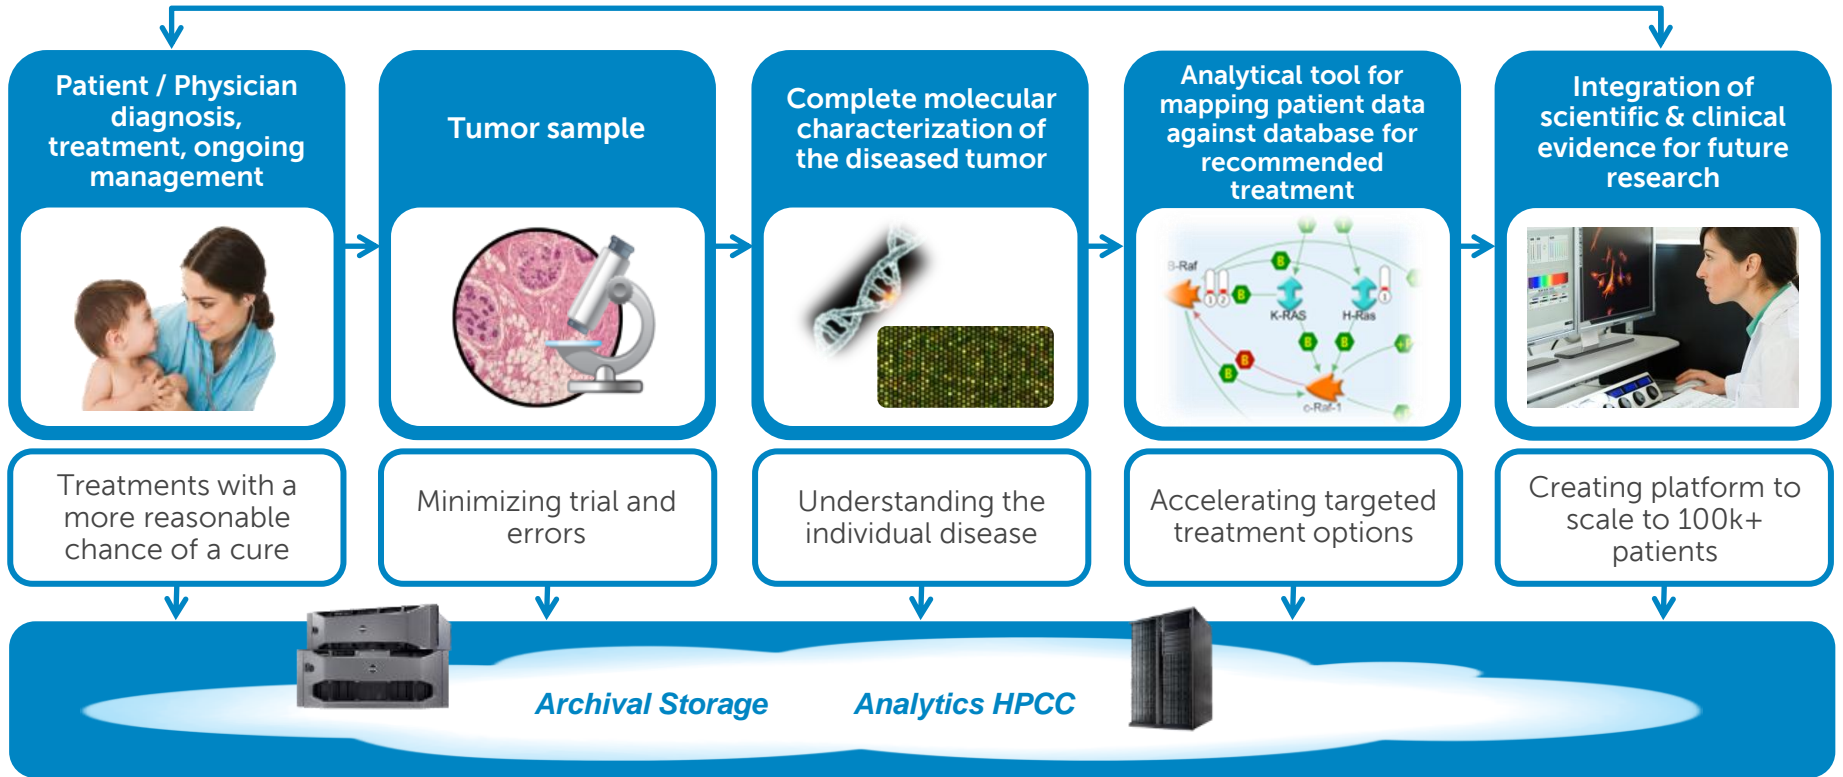 Patient / Physician
diagnosis,
treatment, ongoing
management
Tumor sample
Complete molecular
characterization of
the diseased tumor
Analytical tool for
mapping patient data
against database for
recommended
treatment
Integration of
scientific & clinical
evidence for future
research
B
-Raf
1 2
B
K-RAS
H-Ras
1
B
B
B
B
c-Raf-1
Treatments with a
more reasonable
chance of a cure
Minimizing trial and
errors
Understanding the
individual disease
Accelerating targeted
treatment options
Creating platform to
scale to 100k+
patients
Archival Storage
Analytics HPCC